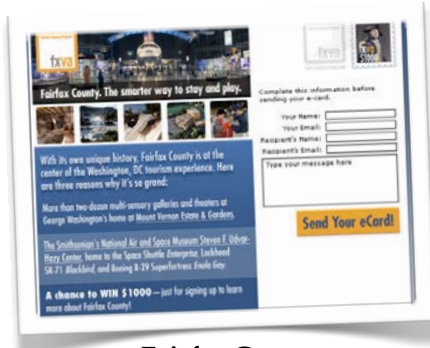 fxva
Fairfax County. The smarter way to stay and play.
With its own unique history, Fairfax County is at the
center of the Washington, DC tourism experience. Here
are three reasons why it's so grand:
More than two-dozen multi-sensory galleries and theaters at
George Washington's home at Mount Vernon Estate & Gardens.
The Smithsonian's National Air and Space Museum Steven F. Udvar-
Hazy Center, home to the Space Shuttle Enterprise, Lockheed
SR-71 Blackbird, and Boeing B-29 Superfortress Enola Gay.
A chance to WIN $1000—just for signing up to learn
more about Fairfax County!
fxva
Complete this information before
sending your e-card.
Your Name:
Your Email:
Recipient's Name:
Recipient's Email:
Type your message here
Send Your eCard!